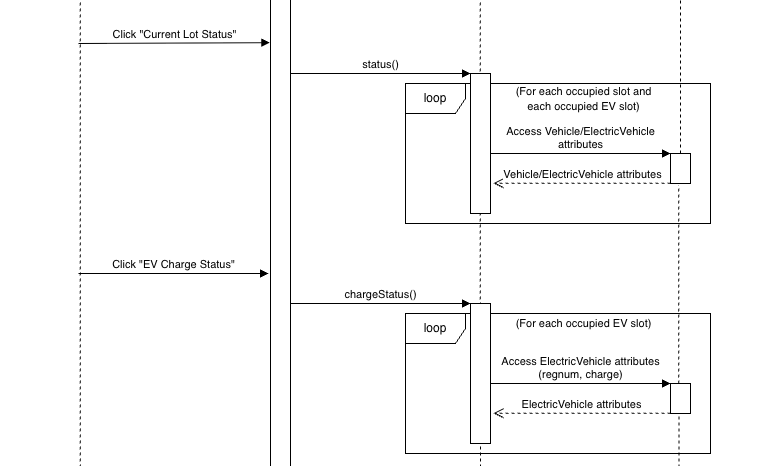 Click "Current Lot Status"
status()
loop
(For each occupied slot and
each occupied EV slot)
Access Vehicle/ElectricVehicle
attributes
Vehicle/ElectricVehicle attributes
Click "EV Charge Status"
chargeStatus()
loop
(For each occupied EV slot)
Access ElectricVehicle attributes
(regnum, charge)
ElectricVehicle attributes